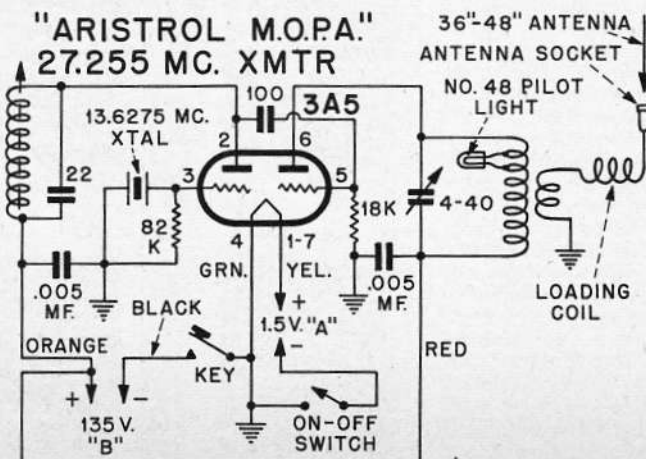 "ARISTROL M.O.P.A."
27.255 MC. XMTR
36"-48" ANTENNA
ANTENNA SOCKET
NO. 48 PILOT
LIGHT
100
3A5
13.6275 MC.
XTAL
2
6
3
5
22
82
K
18K
4-40
4
1-7
GRN.
YEL.
.005
MF.
.005
MF.
BLACK
+
1.5V. "A"
-
LOADING
COIL
ORANGE
KEY
RED
+
-
135 V.
"B"
ON-OFF
SWITCH